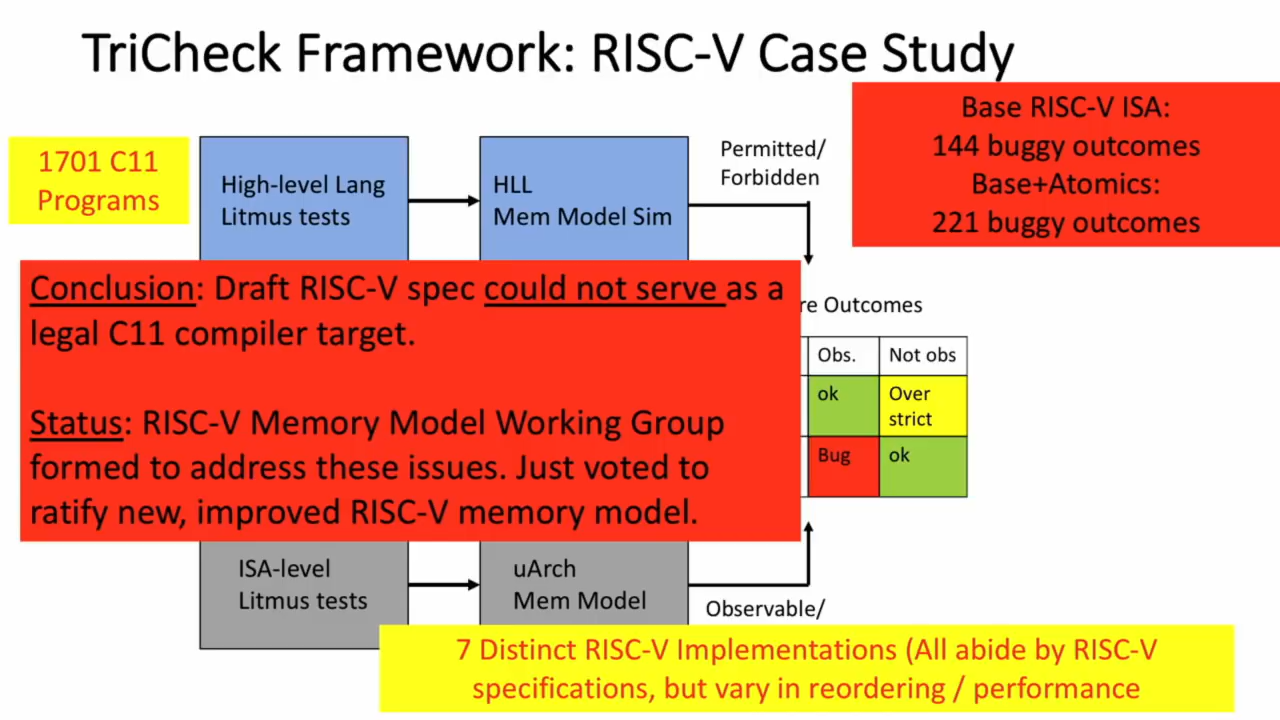 TriCheck Framework: RISC-V Case Study
1701 C11
Programs
High-level Lang
Litmus tests
HLL
Mem Model Sim
Permitted/
Forbidden
Base RISC-V ISA:
144 buggy outcomes
Base+Atomics:
221 buggy outcomes
Conclusion: Draft RISC-V spec could not serve as a
legal C11 compiler target.
Status: RISC-V Memory Model Working Group
formed to address these issues. Just voted to
ratify new, improved RISC-V memory model.
re Outcomes
Obs.
Not obs
ok
Over
strict
Bug
ok
ISA-level
Litmus tests
uArch
Mem Model
Observable/
7 Distinct RISC-V Implementations (All abide by RISC-V
specifications, but vary in reordering / performance